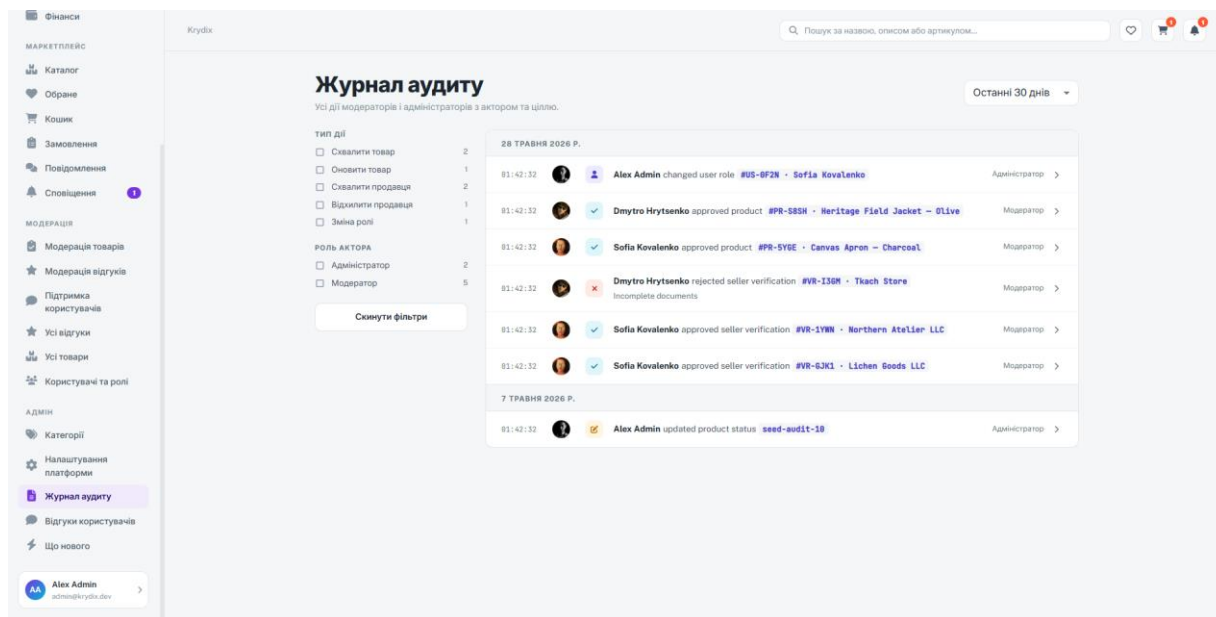 Фінанси
МАРКЕТПЛЕЙС
Каталог
Обране
Кошик
Замовлення
Повідомлення
Сповіщення 1
МОДЕРАЦІЯ
Модерація товарів
Модерація відгуків
Підтримка
користувачів
Усі відгуки
Усі товари
Користувачі та ролі
АДМІН
Категорії
Налаштування
платформи
Журнал аудиту
Відгуки користувачів
Що нового
AA Alex Admin
admin@krydix.dev
Krydix
Пошук за назвою, описом або артикулом...
1
1
Журнал аудиту
Усі дії модераторів і адміністраторів з актором та ціллю.
Останні 30 днів
ТИП ДІЇ
Схвалити товар 2
Оновити товар 1
Схвалити продавця 2
Відхилити продавця 1
Зміна ролі 1
РОЛЬ АКТОРА
Адміністратор 2
Модератор 5
Скинути фільтри
28 ТРАВНЯ 2026 Р.
01:42:32 Alex Admin changed user role #US-0F2N · Sofia Kovalenko Адміністратор
01:42:32 Dmytro Hrytsenko approved product #PR-S8SH · Heritage Field Jacket — Olive Модератор
01:42:32 Sofia Kovalenko approved product #PR-5YGE · Canvas Apron — Charcoal Модератор
01:42:32 Dmytro Hrytsenko rejected seller verification #VR-I36M · Tkach Store Модератор
Incomplete documents
01:42:32 Sofia Kovalenko approved seller verification #VR-1YWN · Northern Atelier LLC Модератор
01:42:32 Sofia Kovalenko approved seller verification #VR-GJK1 · Lichen Goods LLC Модератор
7 ТРАВНЯ 2026 Р.
01:42:32 Alex Admin updated product status seed-audit-10 Адміністратор